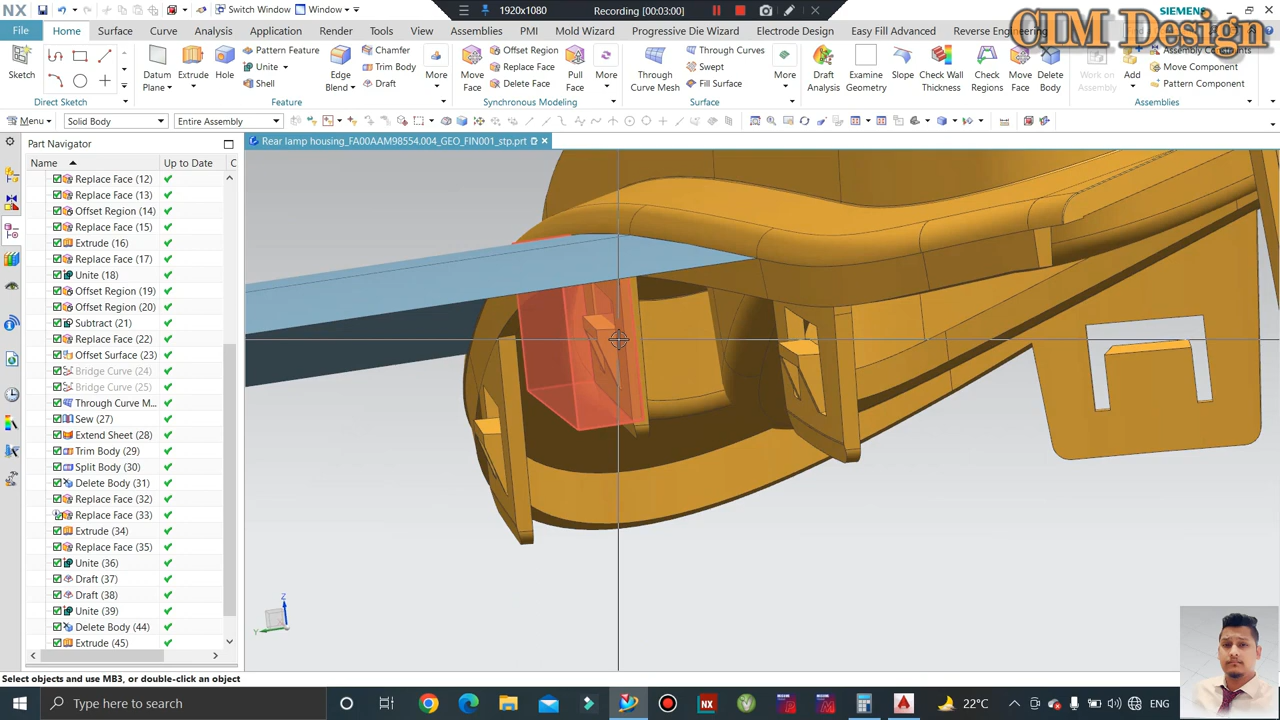 NX
Switch Window
Window
1920x1080
Recording (00:03:00)
SIEMENS
CIM Design
File
Home
Surface
Curve
Analysis
Application
Render
Tools
View
Assemblies
PMI
Mold Wizard
Progressive Die Wizard
Electrode Design
Easy Fill Advanced
Reverse Engineering
Sketch
Direct Sketch
Datum Plane
Extrude
Hole
Pattern Feature
Unite
Shell
Edge Blend
Chamfer
Trim Body
Draft
More
Feature
Move Face
Offset Region
Replace Face
Delete Face
Pull Face
More
Synchronous Modeling
Through Curve Mesh
Through Curves
Swept
Fill Surface
More
Surface
Draft Analysis
Examine Geometry
Slope
Check Wall Thickness
Check Regions
Move Face
Delete Body
Work on Assembly
Add
Assembly Constraints
Move Component
Pattern Component
Assemblies
Menu
Solid Body
Entire Assembly
Part Navigator
Rear lamp housing_FA00AAM98554.004_GEO_FIN001_stp.prt
Name
Up to Date
C
Replace Face (12)
Replace Face (13)
Offset Region (14)
Replace Face (15)
Extrude (16)
Replace Face (17)
Unite (18)
Offset Region (19)
Offset Region (20)
Subtract (21)
Replace Face (22)
Offset Surface (23)
Bridge Curve (24)
Bridge Curve (25)
Through Curve M...
Sew (27)
Extend Sheet (28)
Trim Body (29)
Split Body (30)
Delete Body (31)
Replace Face (32)
Replace Face (33)
Extrude (34)
Replace Face (35)
Unite (36)
Draft (37)
Draft (38)
Unite (39)
Delete Body (44)
Extrude (45)
Z
Y
Select objects and use MB3, or double-click an object
Type here to search
22°C
ENG